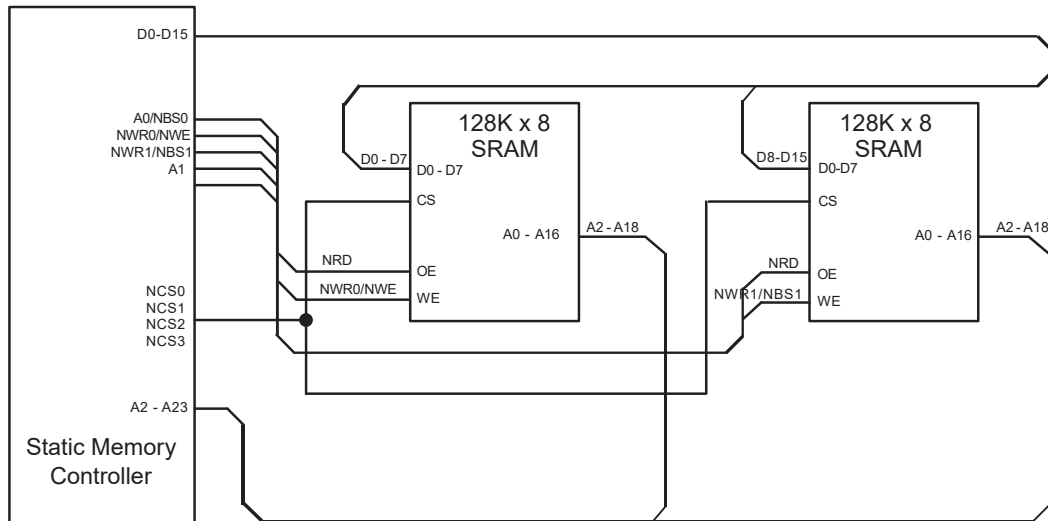 D0-D15
A0/NBS0
NWR0/NWE
NWR1/NBS1
A1
NCS0
NCS1
NCS2
NCS3
A2 - A23
Static Memory
Controller
128K x 8
SRAM
D0 - D7
D0 - D7
CS
A0 - A16
A2 - A18
NRD
OE
NWR0/NWE
WE
128K x 8
SRAM
D8-D15
D0-D7
CS
A0 - A16
A2 - A18
NRD
OE
NWR1/NBS1
WE